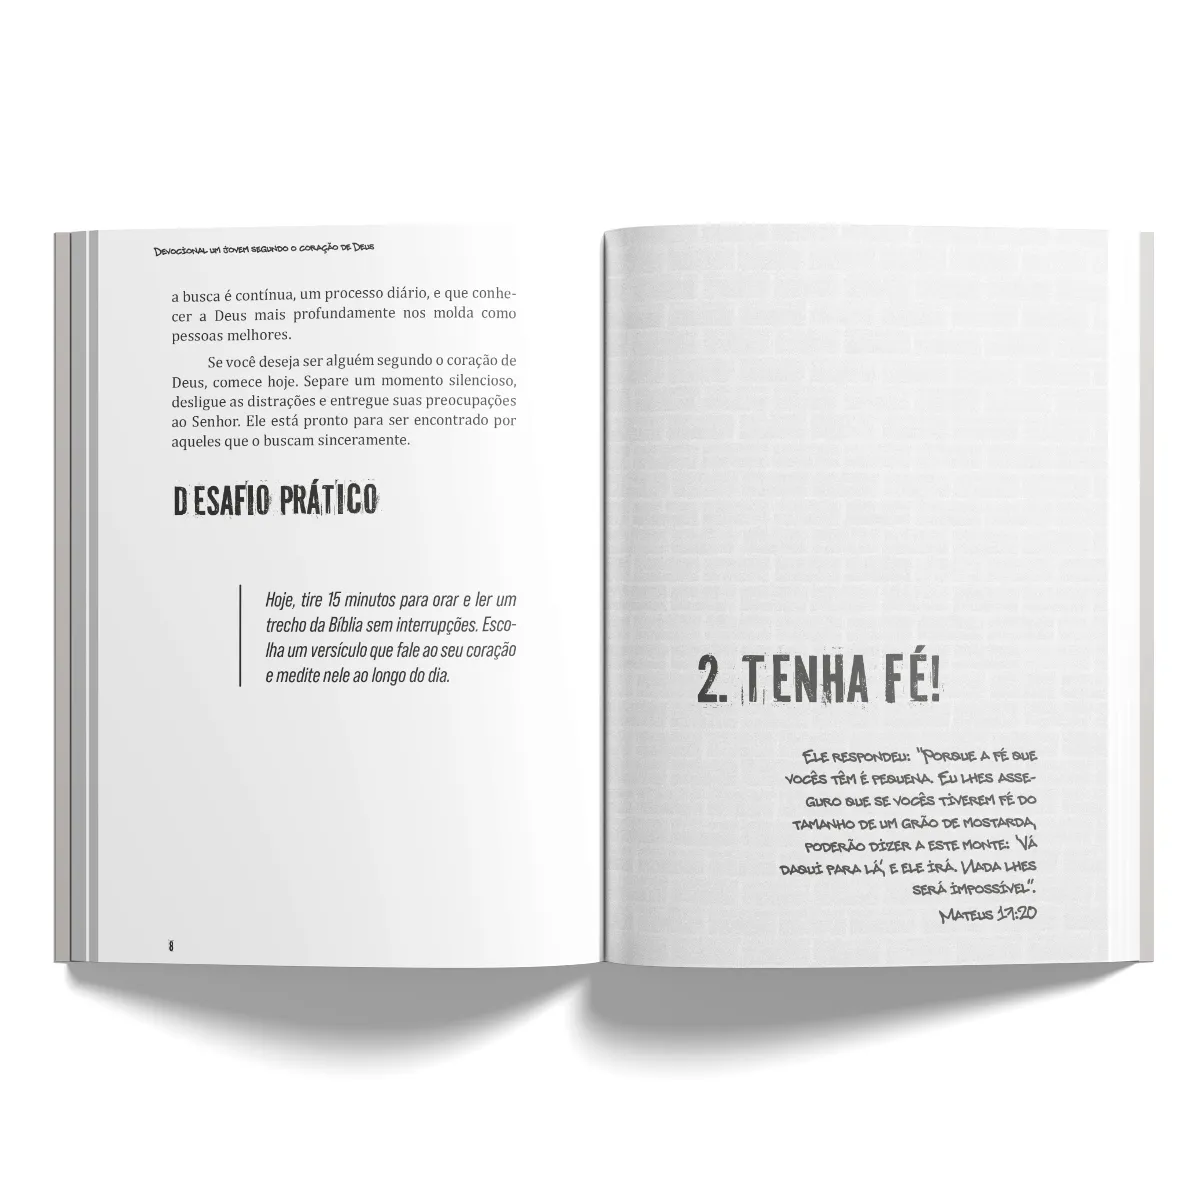 Devocional um jovem segundo o coração de Deus
a busca é contínua, um processo diário, e que conhe-
cer a Deus mais profundamente nos molda como
pessoas melhores.
Se você deseja ser alguém segundo o coração de
Deus, comece hoje. Separe um momento silencioso,
desligue as distrações e entregue suas preocupações
ao Senhor. Ele está pronto para ser encontrado por
aqueles que o buscam sinceramente.
DESAFIO PRÁTICO
Hoje, tire 15 minutos para orar e ler um
trecho da Bíblia sem interrupções. Esco-
lha um versículo que fale ao seu coração
e medite nele ao longo do dia.
8
2. TENHA FÉ!
Ele respondeu: "Porque a fé que
vocês têm é pequena. Eu lhes asse-
guro que se vocês tiverem fé do
tamanho de um grão de mostarda,
poderão dizer a este monte: 'Vá
daqui para lá', e ele irá. Nada lhes
será impossível".
Mateus 17:20